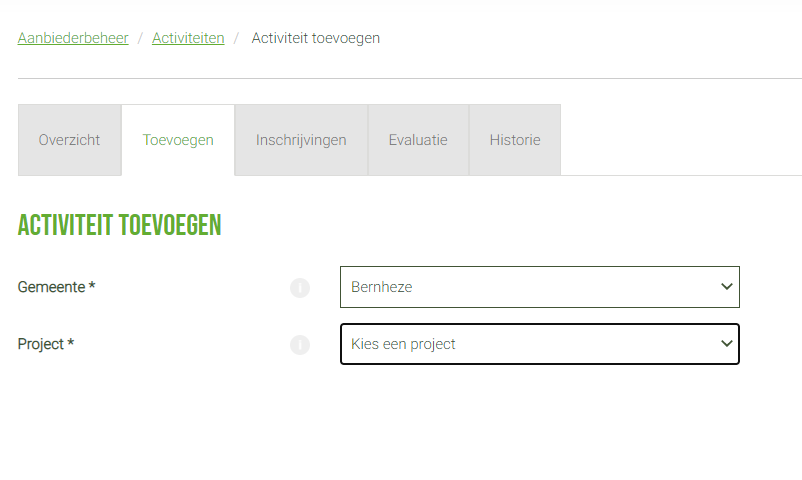 Aanbiederbeheer / Activiteiten / Activiteit toevoegen
Overzicht Toevoegen Inschrijvingen Evaluatie Historie
ACTIVITEIT TOEVOEGEN
Gemeente * i Bernheze
Project * i Kies een project